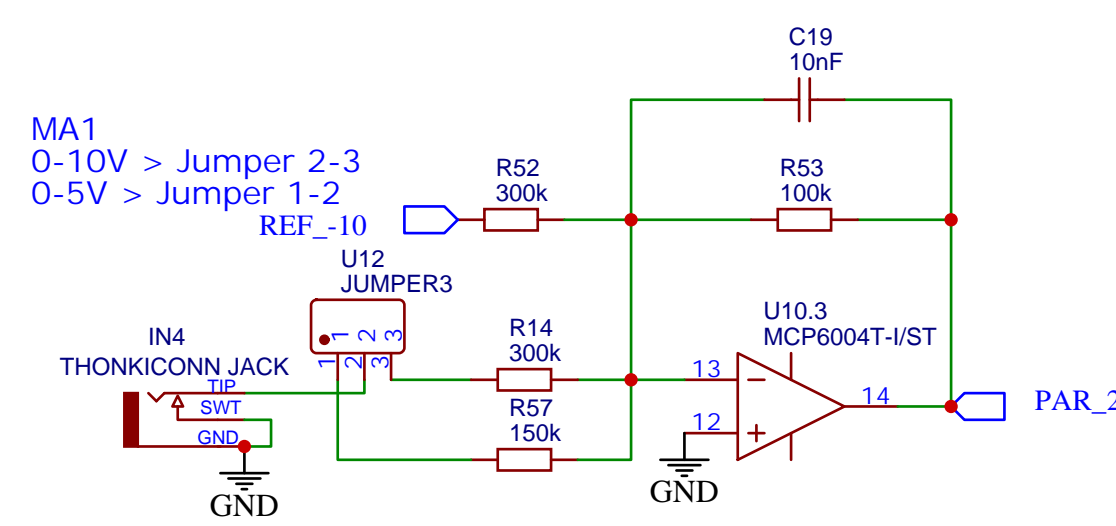 C19
10nF
MA1
0-10V > Jumper 2-3
0-5V > Jumper 1-2
REF_-10
R52
300k
R53
100k
U12
JUMPER3
1 2 3
1 2 3
IN4
THONKICONN JACK
TIP
SWT
GND
GND
R14
300k
R57
150k
U10.3
MCP6004T-I/ST
13
12
14
GND
PAR_2